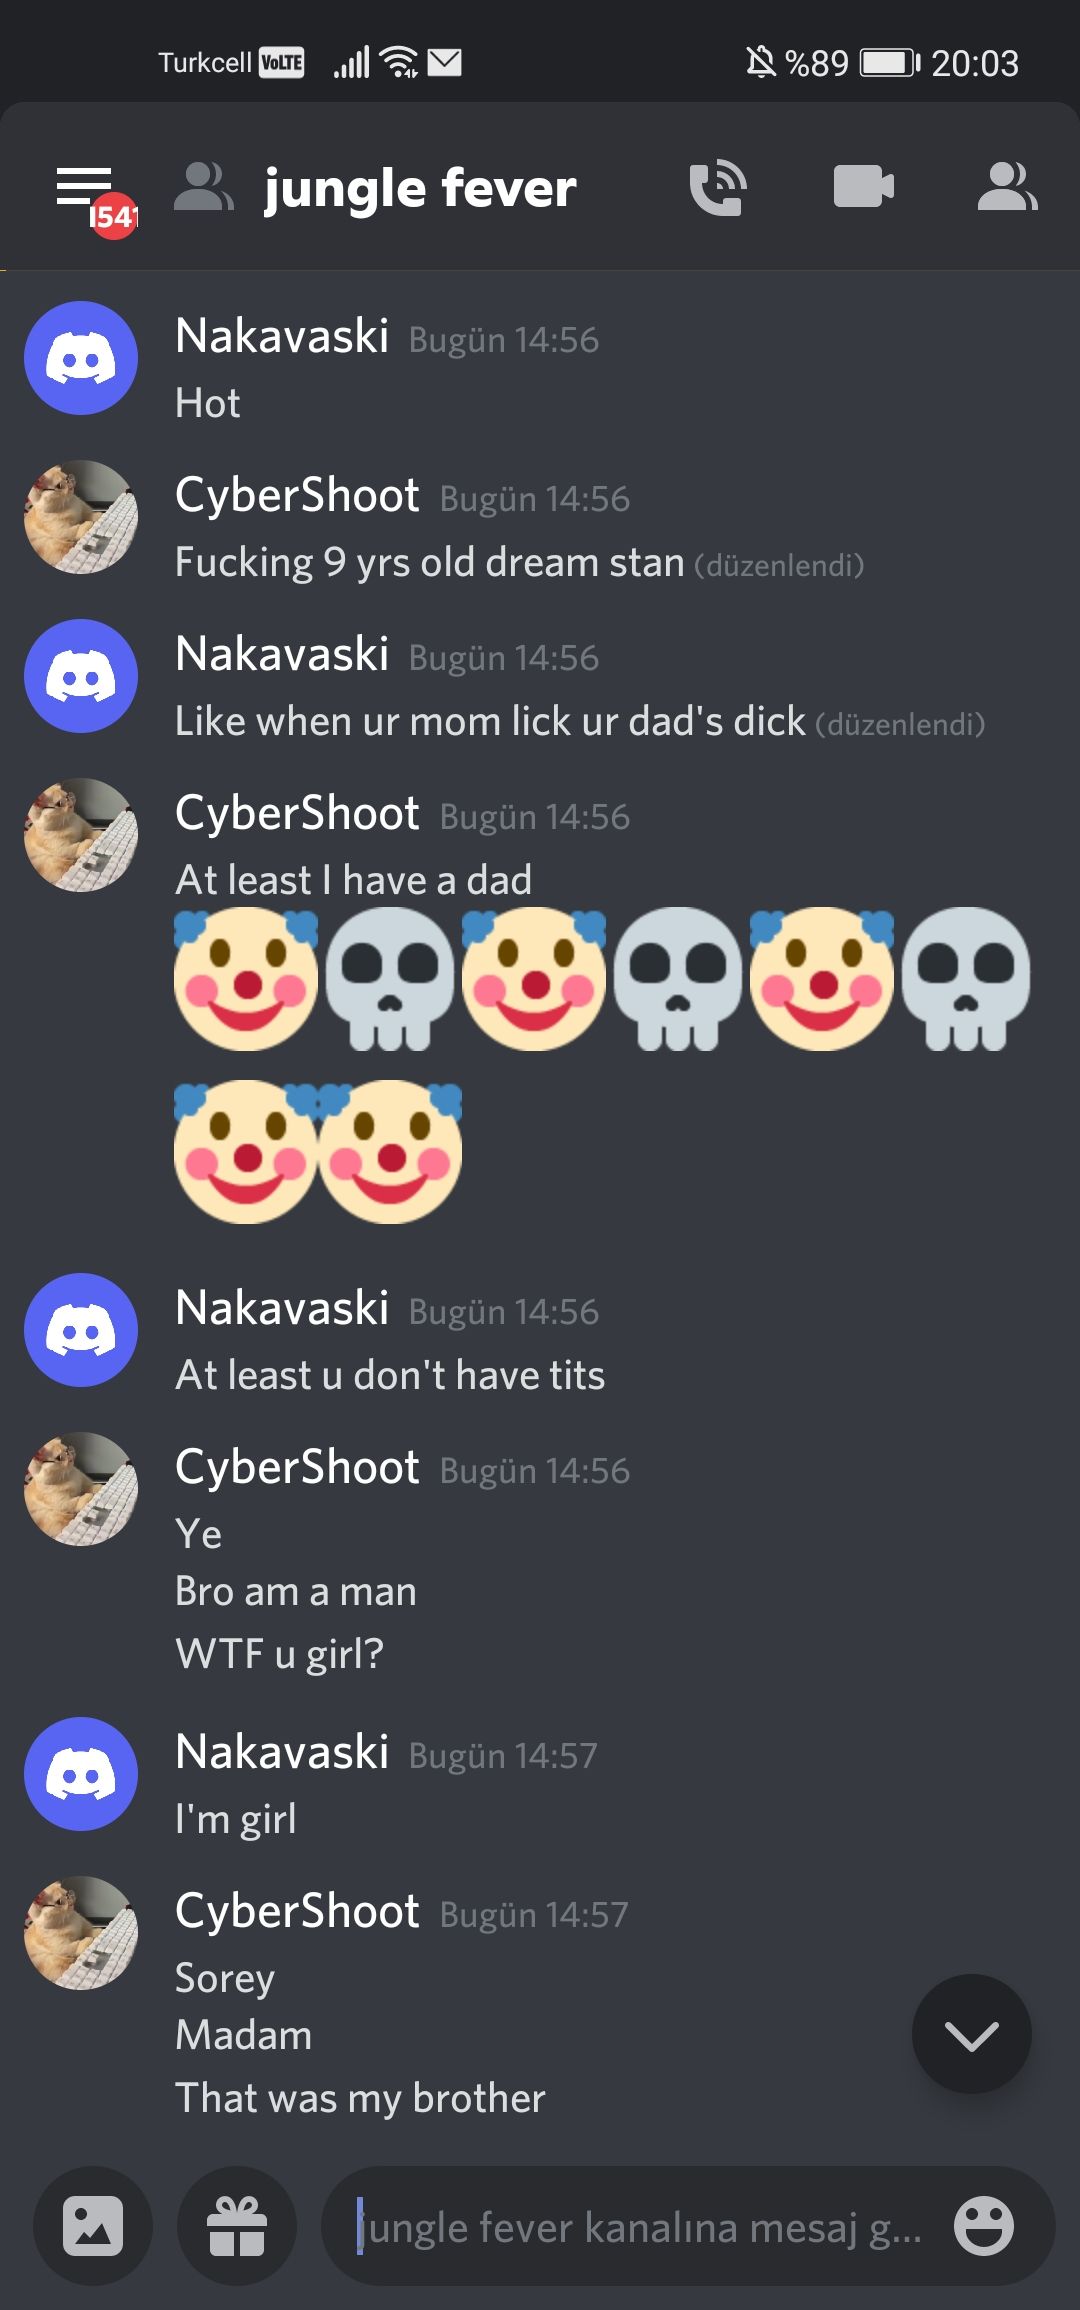 Turkcell VoLTE %89 20:03
jungle fever
1541
Nakavaski Bugün 14:56
Hot
CyberShoot Bugün 14:56
Fucking 9 yrs old dream stan (düzenlendi)
Nakavaski Bugün 14:56
Like when ur mom lick ur dad's dick (düzenlendi)
CyberShoot Bugün 14:56
At least I have a dad
🤡💀🤡💀🤡💀
🤡🤡
Nakavaski Bugün 14:56
At least u don't have tits
CyberShoot Bugün 14:56
Ye
Bro am a man
WTF u girl?
Nakavaski Bugün 14:57
I'm girl
CyberShoot Bugün 14:57
Sorey
Madam
That was my brother
jungle fever kanalına mesaj g...